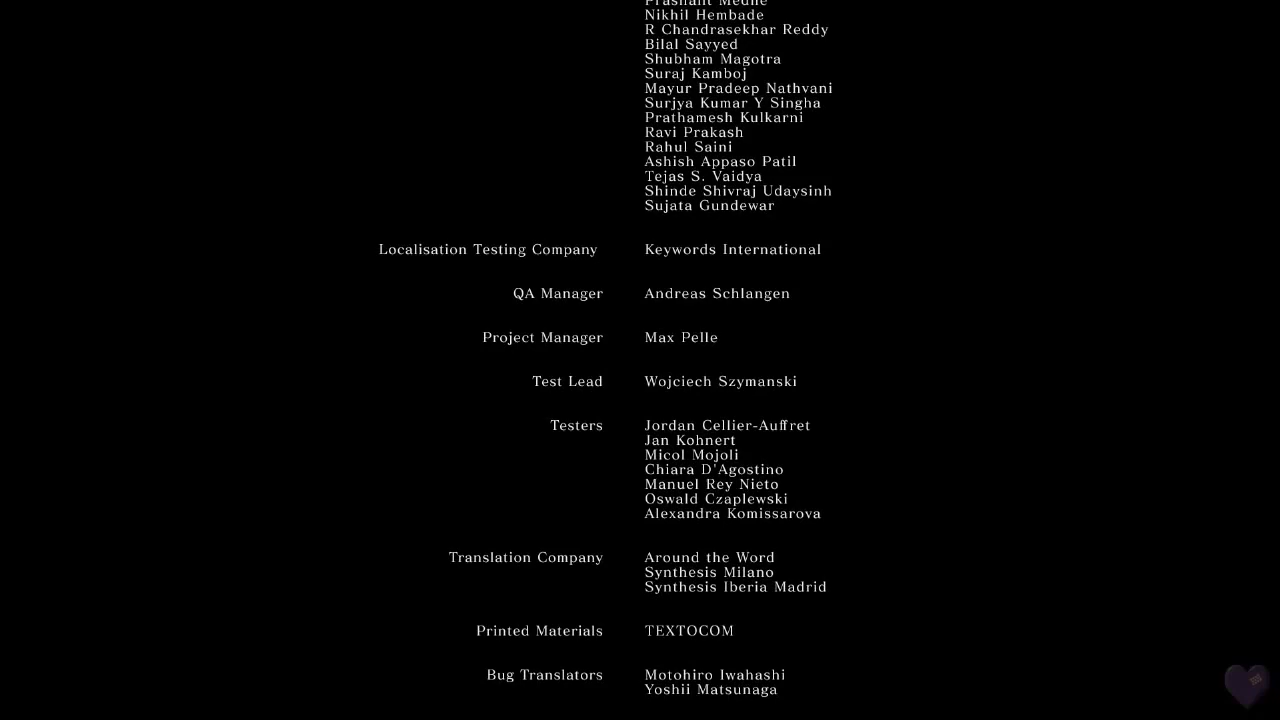 Prashant Medhe
Nikhil Hembade
R Chandrasekhar Reddy
Bilal Sayyed
Shubham Magotra
Suraj Kamboj
Mayur Pradeep Nathvani
Surjya Kumar Y Singha
Prathamesh Kulkarni
Ravi Prakash
Rahul Saini
Ashish Appaso Patil
Tejas S. Vaidya
Shinde Shivraj Udaysinh
Sujata Gundewar
Localisation Testing Company Keywords International
QA Manager Andreas Schlangen
Project Manager Max Pelle
Test Lead Wojciech Szymanski
Testers Jordan Cellier-Auffret
Jan Kohnert
Micol Mojoli
Chiara D'Agostino
Manuel Rey Nieto
Oswald Czaplewski
Alexandra Komissarova
Translation Company Around the Word
Synthesis Milano
Synthesis Iberia Madrid
Printed Materials TEXTOCOM
Bug Translators Motohiro Iwahashi
Yoshii Matsunaga